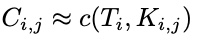 C_{i,j} ≈ c(T_i, K_{i,j})